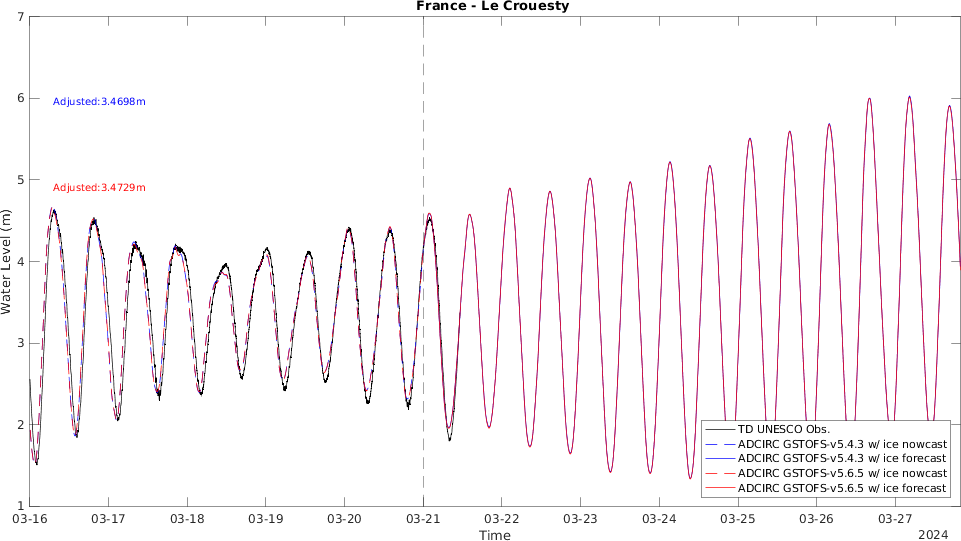 France - Le Crouesty
7
6
5
4
3
2
1
Water Level (m)
Adjusted:3.4698m
Adjusted:3.4729m
TD UNESCO Obs.
ADCIRC GSTOFS-v5.4.3 w/ ice nowcast
ADCIRC GSTOFS-v5.4.3 w/ ice forecast
ADCIRC GSTOFS-v5.6.5 w/ ice nowcast
ADCIRC GSTOFS-v5.6.5 w/ ice forecast
03-16 03-17 03-18 03-19 03-20 03-21 03-22 03-23 03-24 03-25 03-26 03-27
Time
2024